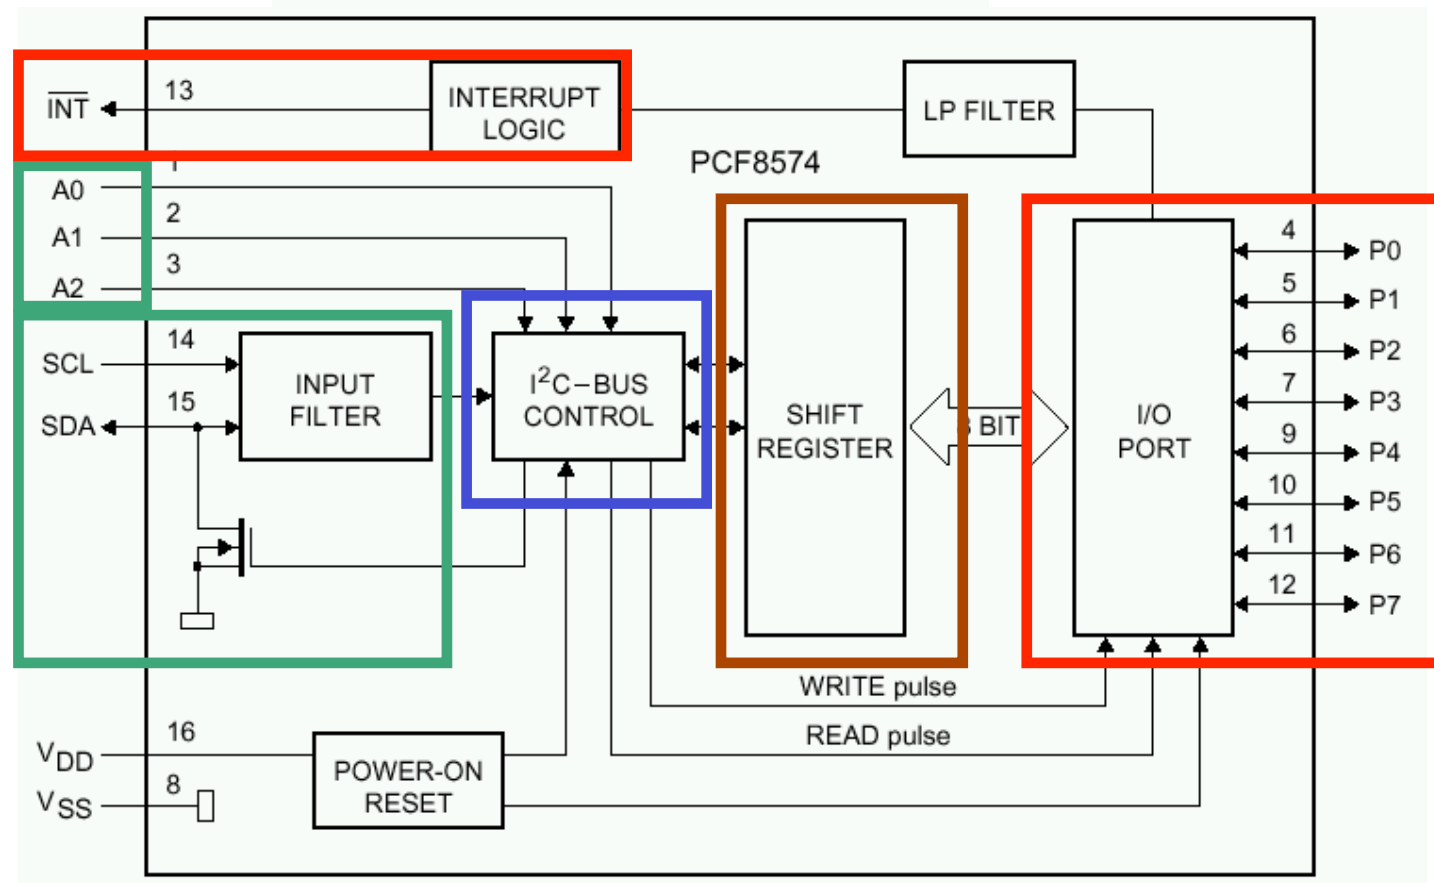 INT
13
INTERRUPT
LOGIC
LP FILTER
PCF8574
A0
A1
2
A2
3
SCL
14
SDA
15
INPUT
FILTER
I²C–BUS
CONTROL
SHIFT
REGISTER
BIT
I/O
PORT
4
P0
5
P1
6
P2
7
P3
9
P4
10
P5
11
P6
12
P7
WRITE pulse
READ pulse
VDD
16
VSS
8
POWER-ON
RESET